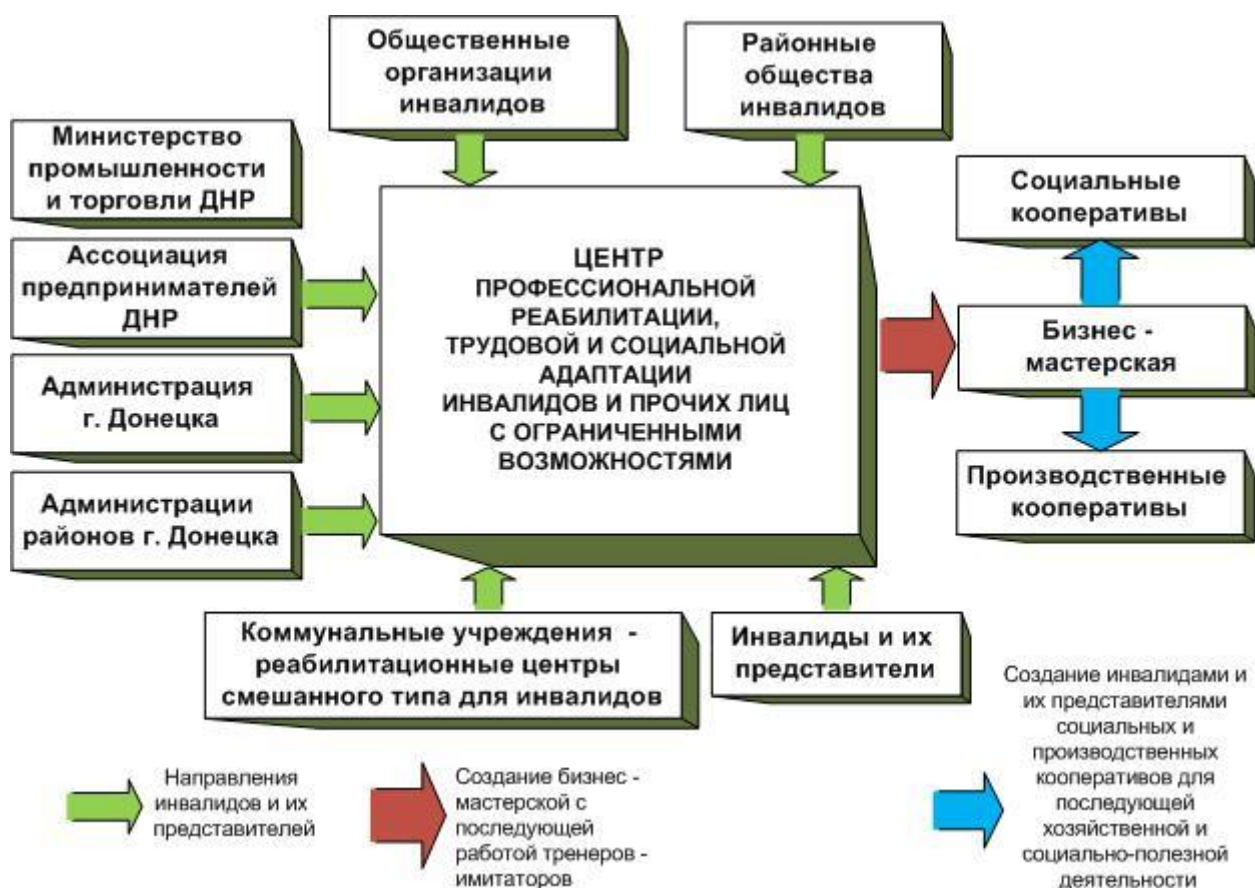 Общественные
организации
инвалидов
Районные
общества
инвалидов
Министерство
промышленности
и торговли ДНР
Ассоциация
предпринимателей
ДНР
Администрация
г. Донецка
Администрации
районов г. Донецка
ЦЕНТР
ПРОФЕССИОНАЛЬНОЙ
РЕАБИЛИТАЦИИ,
ТРУДОВОЙ И СОЦИАЛЬНОЙ
АДАПТАЦИИ
ИНВАЛИДОВ И ПРОЧИХ ЛИЦ
С ОГРАНИЧЕННЫМИ
ВОЗМОЖНОСТЯМИ
Социальные
кооперативы
Бизнес -
мастерская
Производственные
кооперативы
Коммунальные учреждения -
реабилитационные центры
смешанного типа для инвалидов
Инвалиды и их
представители
Направления
инвалидов и их
представителей
Создание бизнес -
мастерской с
последующей
работой тренеров -
имитаторов
Создание инвалидами и
их представителями
социальных и
производственных
кооперативов для
последующей
хозяйственной и
социально-полезной
деятельности